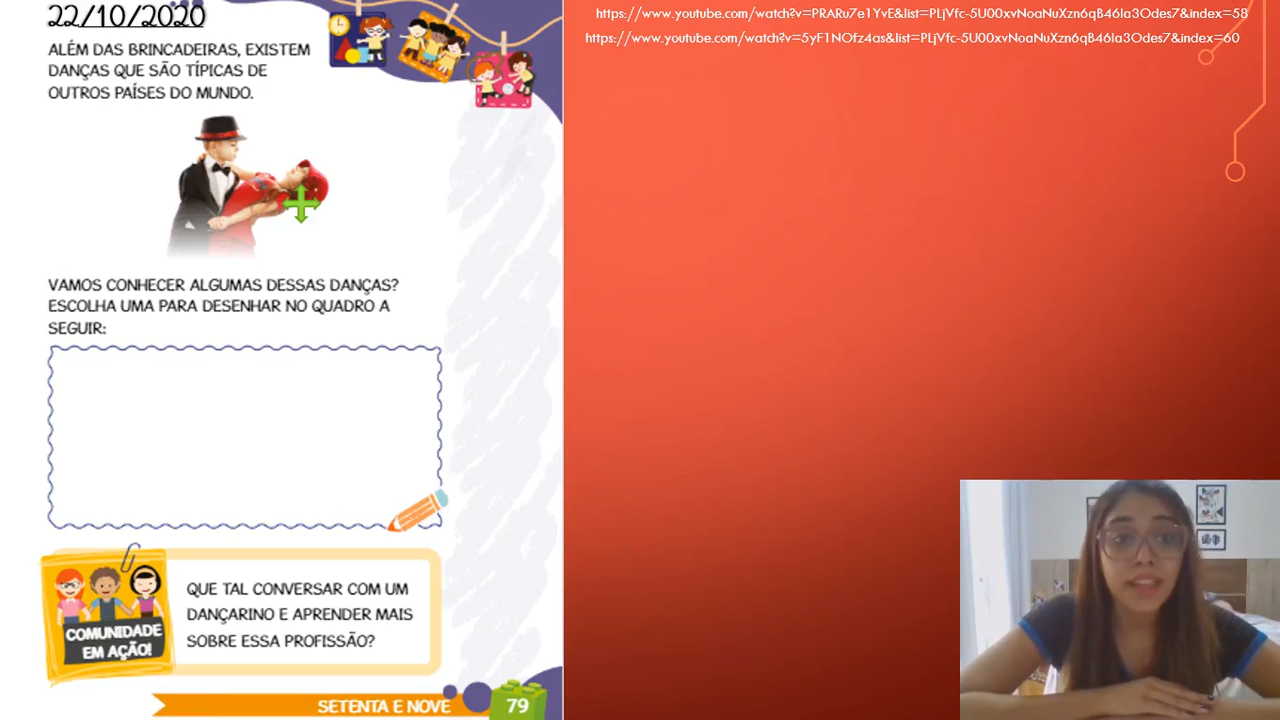 22/10/2020
ALÉM DAS BRINCADEIRAS, EXISTEM
DANÇAS QUE SÃO TÍPICAS DE
OUTROS PAÍSES DO MUNDO.
VAMOS CONHECER ALGUMAS DESSAS DANÇAS?
ESCOLHA UMA PARA DESENHAR NO QUADRO A
SEGUIR:
COMUNIDADE
EM AÇÃO!
QUE TAL CONVERSAR COM UM
DANÇARINO E APRENDER MAIS
SOBRE ESSA PROFISSÃO?
SETENTA E NOVE
79
https://www.youtube.com/watch?v=PRARu7e1YvE&list=PLjVfc-5U00xvNoaNuXzn6qB46la3Odes7&index=58
https://www.youtube.com/watch?v=5yF1NOfz4as&list=PLjVfc-5U00xvNoaNuXzn6qB46la3Odes7&index=60